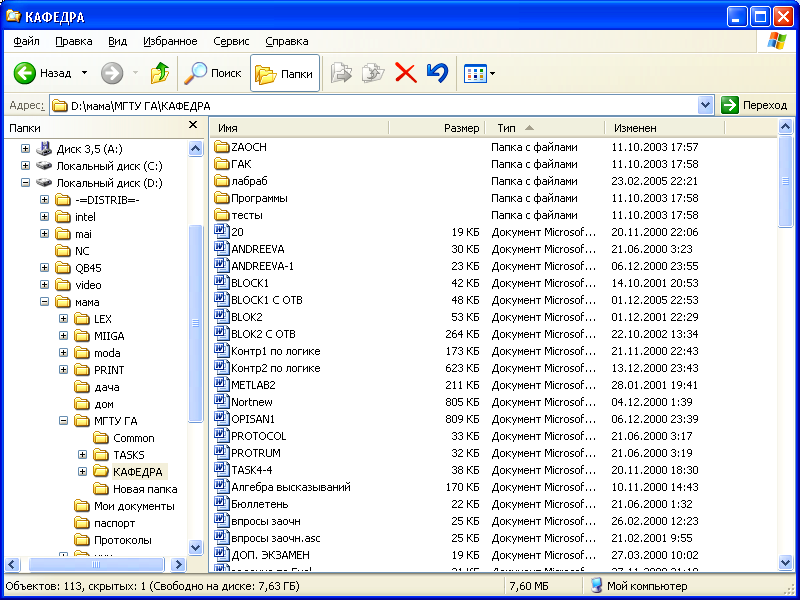 КАФЕДРА
Файл Правка Вид Избранное Сервис Справка
Назад Поиск Папки
Адрес: D:\мама\МГТУ ГА\КАФЕДРА Переход
Папки
Диск 3,5 (A:)
Локальный диск (C:)
Локальный диск (D:)
-=DISTRIB=-
intel
mai
NC
QB45
video
мама
LEX
MIIGA
moda
PRINT
дача
дом
МГТУ ГА
Common
TASKS
КАФЕДРА
Новая папка
Мои документы
паспорт
Протоколы
Имя Размер Тип Изменен
ZAOCH Папка с файлами 11.10.2003 17:57
ГАК Папка с файлами 11.10.2003 17:58
лабраб Папка с файлами 23.02.2005 22:21
Программы Папка с файлами 11.10.2003 17:58
тесты Папка с файлами 11.10.2003 17:58
20 19 КБ Документ Microsof... 20.11.2000 22:06
ANDREEVA 30 КБ Документ Microsof... 21.06.2000 3:23
ANDREEVA-1 23 КБ Документ Microsof... 06.12.2000 23:55
BLOCK1 42 КБ Документ Microsof... 14.10.2001 20:53
BLOCK1 С ОТВ 48 КБ Документ Microsof... 01.12.2005 22:53
BLOK2 53 КБ Документ Microsof... 01.12.2001 22:29
BLOK2 С ОТВ 264 КБ Документ Microsof... 22.10.2002 13:34
Контр1 по логике 173 КБ Документ Microsof... 21.11.2000 22:43
Контр2 по логике 623 КБ Документ Microsof... 13.12.2000 23:43
METLAB2 211 КБ Документ Microsof... 28.01.2001 19:41
Nortnew 805 КБ Документ Microsof... 04.12.2000 1:39
OPISAN1 809 КБ Документ Microsof... 06.12.2000 23:39
PROTOCOL 33 КБ Документ Microsof... 21.06.2000 3:17
PROTRUM 32 КБ Документ Microsof... 21.06.2000 3:19
TASK4-4 38 КБ Документ Microsof... 20.11.2000 18:30
Алгебра высказываний 170 КБ Документ Microsof... 10.11.2000 14:43
Бюллетень 22 КБ Документ Microsof... 21.06.2000 1:32
впросы заочн 25 КБ Документ Microsof... 26.02.2000 12:23
впросы заочн.asc 25 КБ Документ Microsof... 21.02.2001 9:55
ДОП. ЭКЗАМЕН 19 КБ Документ Microsof... 27.03.2000 10:02
Объектов: 113, скрытых: 1 (Свободно на диске: 7,63 ГБ) 7,60 МБ Мой компьютер